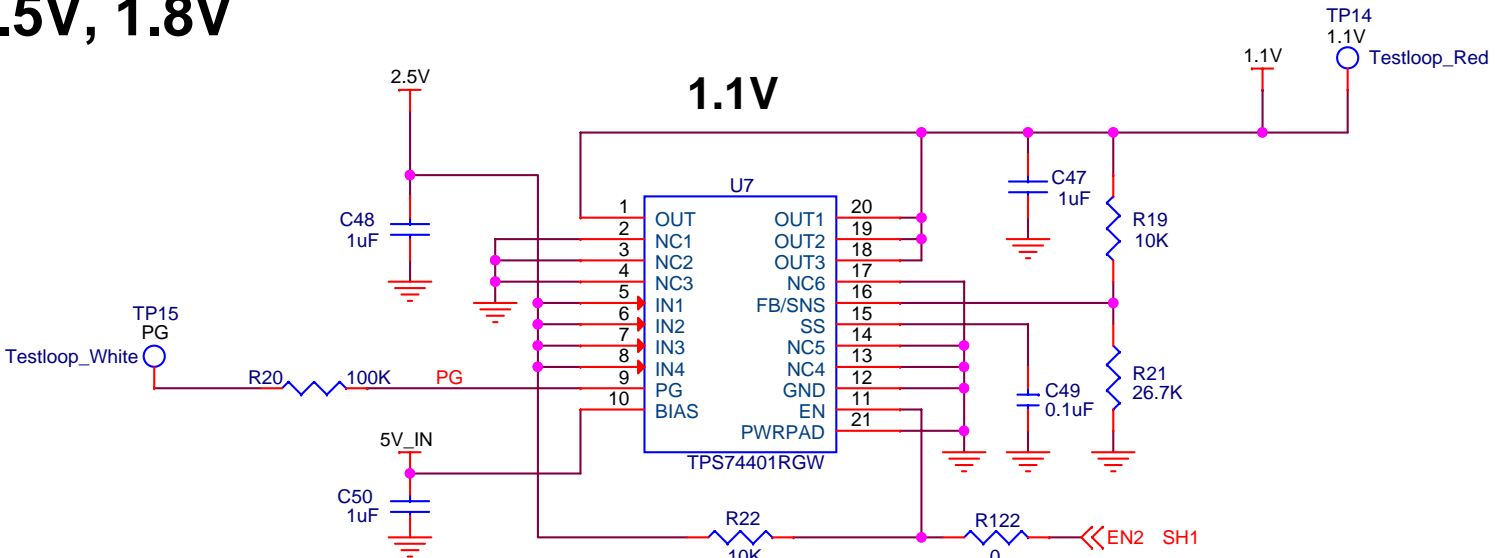 .5V, 1.8V
TP14
1.1V
Testloop_Red
1.1V
2.5V
1.1V
U7
C48
1uF
C47
1uF
R19
10K
1 OUT OUT1 20
2 NC1 OUT2 19
3 NC2 OUT3 18
4 NC3 NC6 17
5 IN1 FB/SNS 16
6 IN2 SS 15
7 IN3 NC5 14
8 IN4 NC4 13
9 PG GND 12
10 BIAS EN 11
PWRPAD 21
TPS74401RGW
TP15
PG
Testloop_White
R20 100K PG
C49
0.1uF
R21
26.7K
5V_IN
C50
1uF
R22
10K
R122
0
EN2 SH1